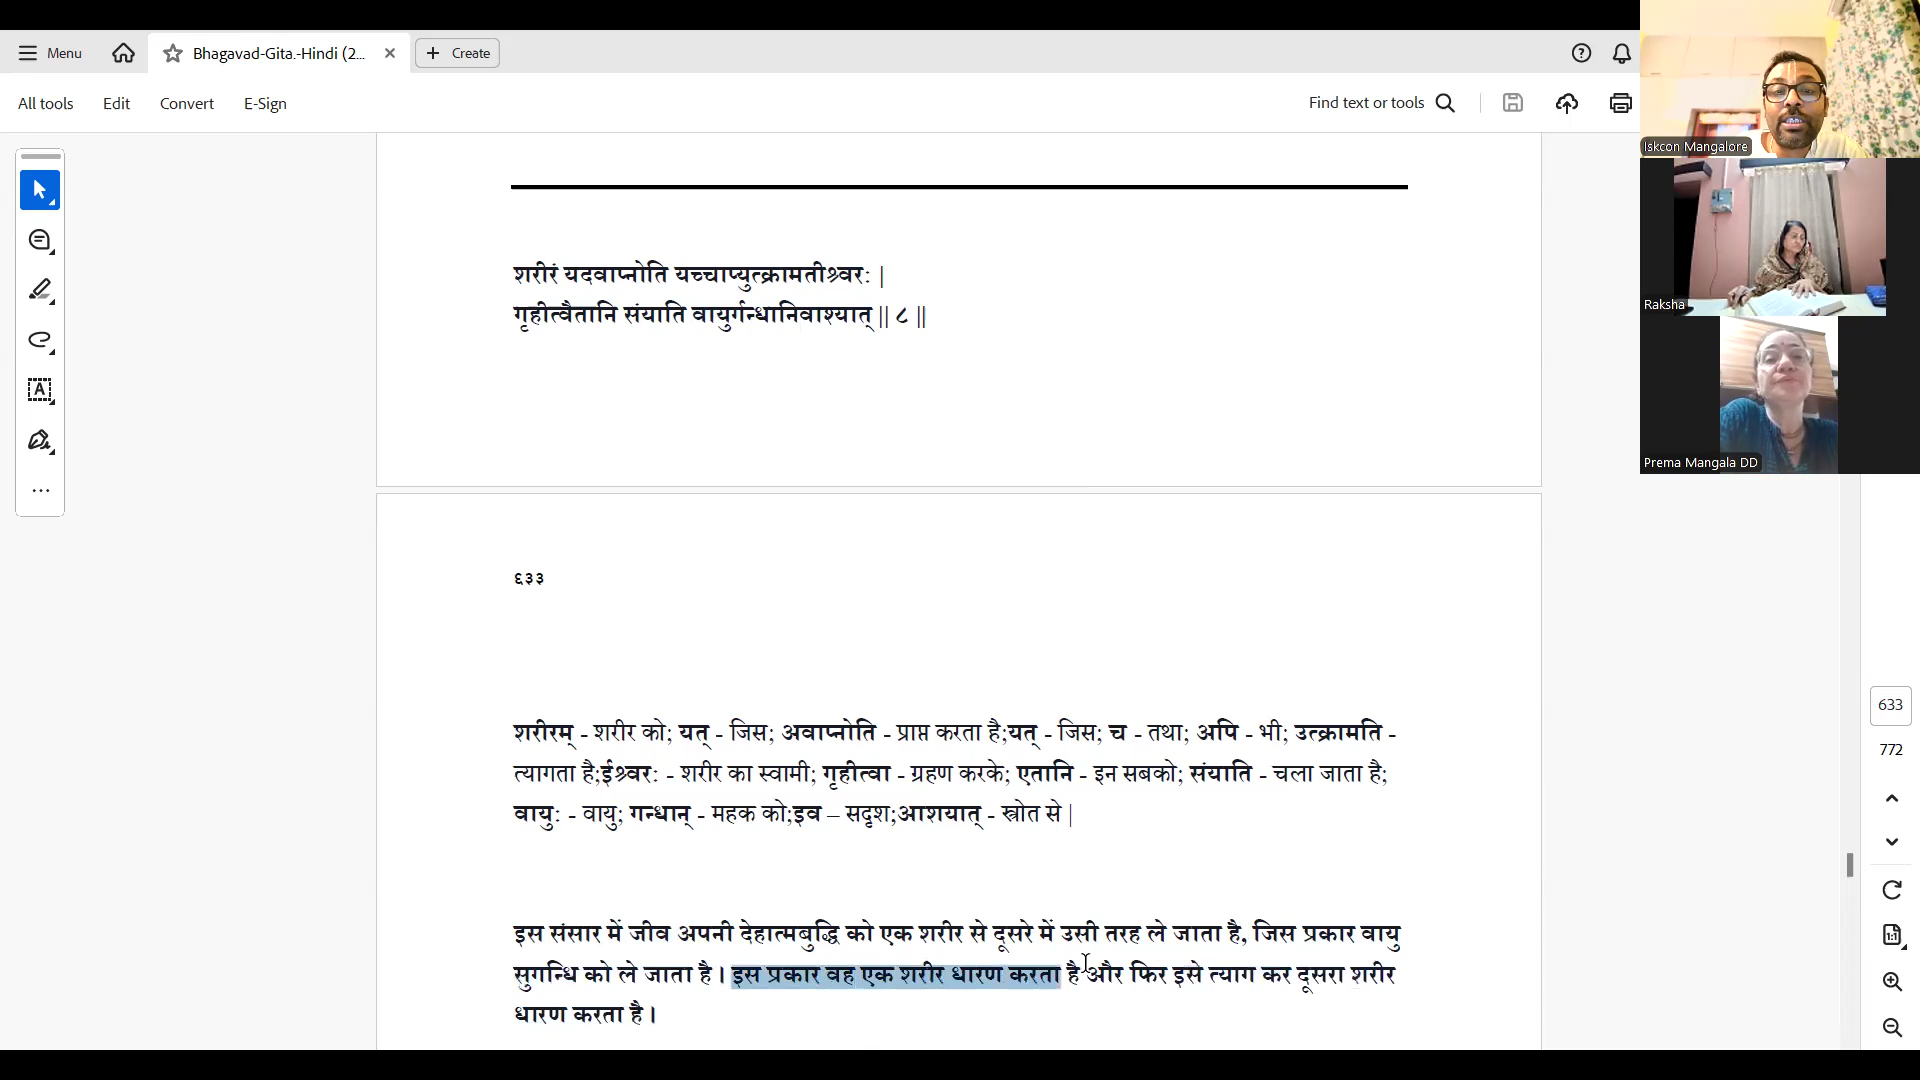 Menu
Bhagavad-Gita.-Hindi (2...
Create
All tools
Edit
Convert
E-Sign
Find text or tools
Iskcon Mangalore
Raksha
Prema Mangala DD
शरीरं यदवाप्नोति यच्चाप्युत्क्रामतीश्र्वरः |
गृहीत्वैतानि संयाति वायुर्गन्धानिवाश्यात् || ८ ||
६३३
शरीरम् - शरीर को; यत् - जिस; अवाप्नोति - प्राप्त करता है;यत् - जिस; च - तथा; अपि - भी; उत्क्रामति -
त्यागता है;ईश्र्वरः - शरीर का स्वामी; गृहीत्वा - ग्रहण करके; एतानि - इन सबको; संयाति - चला जाता है;
वायुः - वायु; गन्धान् - महक को;इव – सदृश;आशयात् - स्त्रोत से |
इस संसार में जीव अपनी देहात्मबुद्धि को एक शरीर से दूसरे में उसी तरह ले जाता है, जिस प्रकार वायु
सुगन्धि को ले जाता है । इस प्रकार वह एक शरीर धारण करता है और फिर इसे त्याग कर दूसरा शरीर
धारण करता है ।
633
772
1:1